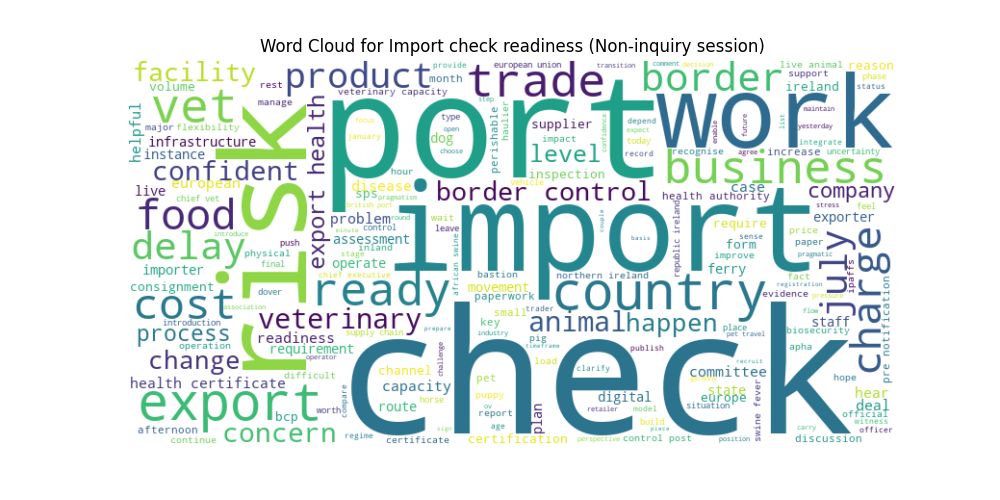 Word Cloud for Import check readiness (Non-inquiry session)
facility
product
trade
border
european union
provide
transition
comment
decision
live animal
reason
volume
rest
month
step
support
phase
manage
veterinary capacity
ireland
status
vet
risk
port
work
helpful
major
flexibility
infrastructure
instance
export health
focus
january
type
open
choose
dog
perishable
haulier
supplier
impact
confidence
depend
expect
today
record
enable
future
list
maintain
yesterday
integrate
level
inspection
recognise
agree
increase
uncertainty
confident
hour
business
live
european
disease
sps
pragmatism
border control
vehicle
health authority
case
company
chief vet
british port
food
introduce
push
problem
control
round
wait
leave
import
couple
republic ireland
require
price
stress
exporter
minute
assessment
stage
inland
basis
form
sense
paper
pragmatic
delay
physical
final
operate
african swine
improve
fact
july
ipaffs
charge
importer
chief executive
bastion
northern ireland
ferry
registration
consignment
dover
ready
movement
country
evidence
pressure
cost
association
paperwork
small
trader
flow
introduction
veterinary
supply chain
prepare
key
industry
animal
happen
place
pet travel
biosecurity
staff
pre notification
process
operation
readiness
operator
challenge
pig
timeframe
publish
apha
change
requirement
check
load
clarify
recruit
committee
hope
difficult
channel
health certificate
capacity
pet
digital
state
europe
hear
export
worth
compare
route
horse
puppy
ov
report
retailer
model
situation
swine fever
deal
bcp
plan
build
official
witness
afternoon
concern
sign
age
piece
carry
officer
continue
regime
certificate
certification
perspective
control post
position
discussion
feel